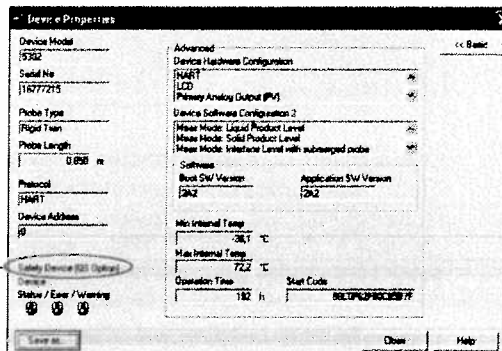 Device Properties
Device Model
5302
Serial No
16777215
Probe Type
Rigid Twin
Probe Length
0,050 m
Protocol
HART
Device Address
0
Safety Device (QS Option)
Device
Status / Error / Warning
Save as...
Advanced
Device Hardware Configuration
HART
LCD
Primary Analog Output (PV)
Device Software Configuration 2
Meas Mode: Liquid Product Level
Meas Mode: Solid Product Level
Meas Mode: Interface Level with submerged probe
Software
Boot SW Version
2A2
Application SW Version
2A2
Min Internal Temp
-38,1 °C
Max Internal Temp
72,2 °C
Operation Time
182 h
Start Code
<< Basic
Close
Help